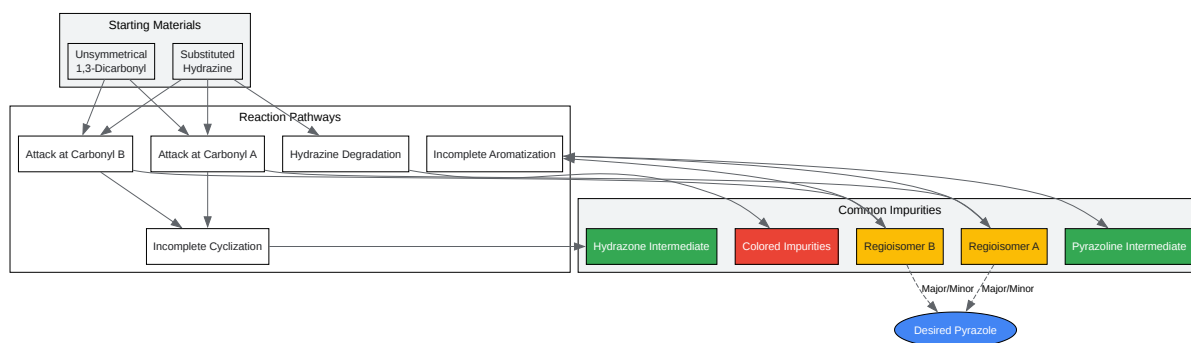 Starting Materials
Unsymmetrical
1,3-Dicarbonyl
Substituted
Hydrazine
Reaction Pathways
Attack at Carbonyl B
Attack at Carbonyl A
Hydrazine Degradation
Incomplete Aromatization
Incomplete Cyclization
Common Impurities
Hydrazone Intermediate
Colored Impurities
Regioisomer B
Regioisomer A
Pyrazoline Intermediate
Major/Minor
Major/Minor
Desired Pyrazole